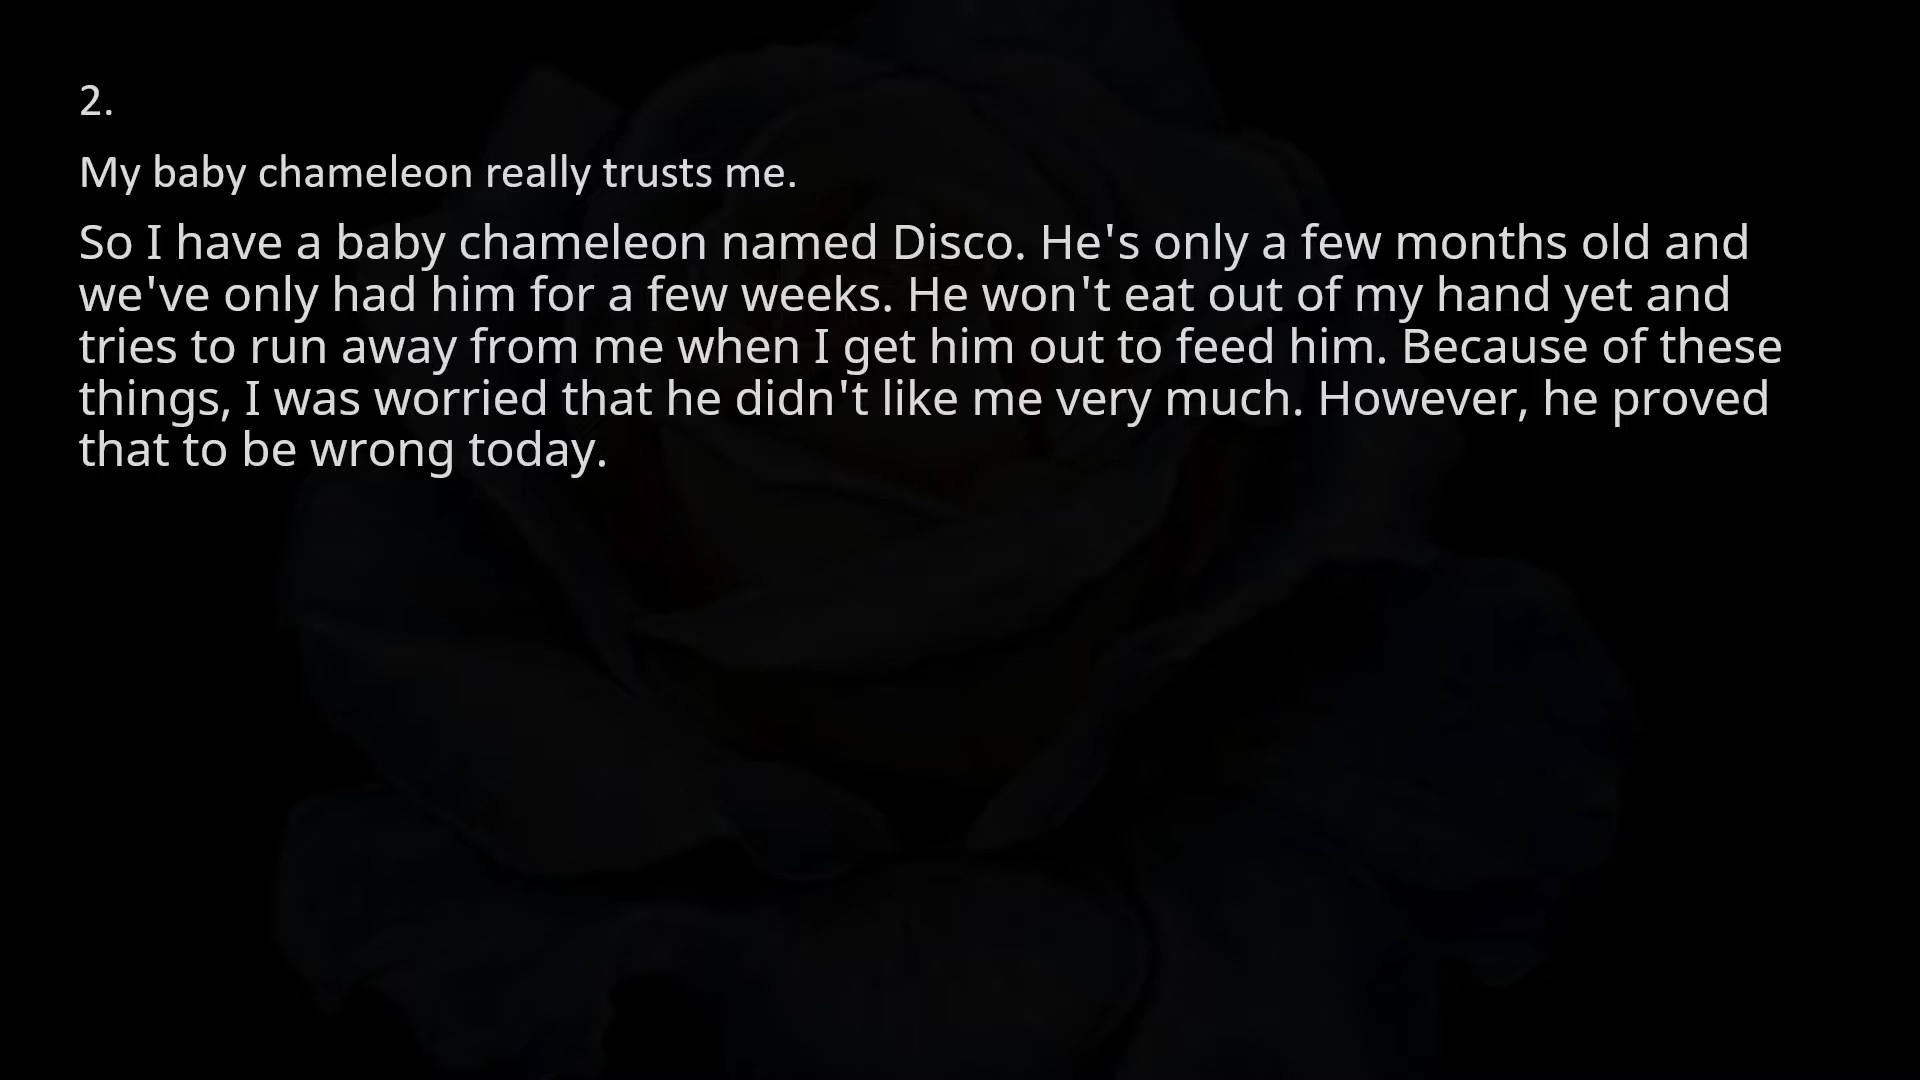 2.
My baby chameleon really trusts me.
So I have a baby chameleon named Disco. He's only a few months old and
we've only had him for a few weeks. He won't eat out of my hand yet and
tries to run away from me when I get him out to feed him. Because of these
things, I was worried that he didn't like me very much. However, he proved
that to be wrong today.